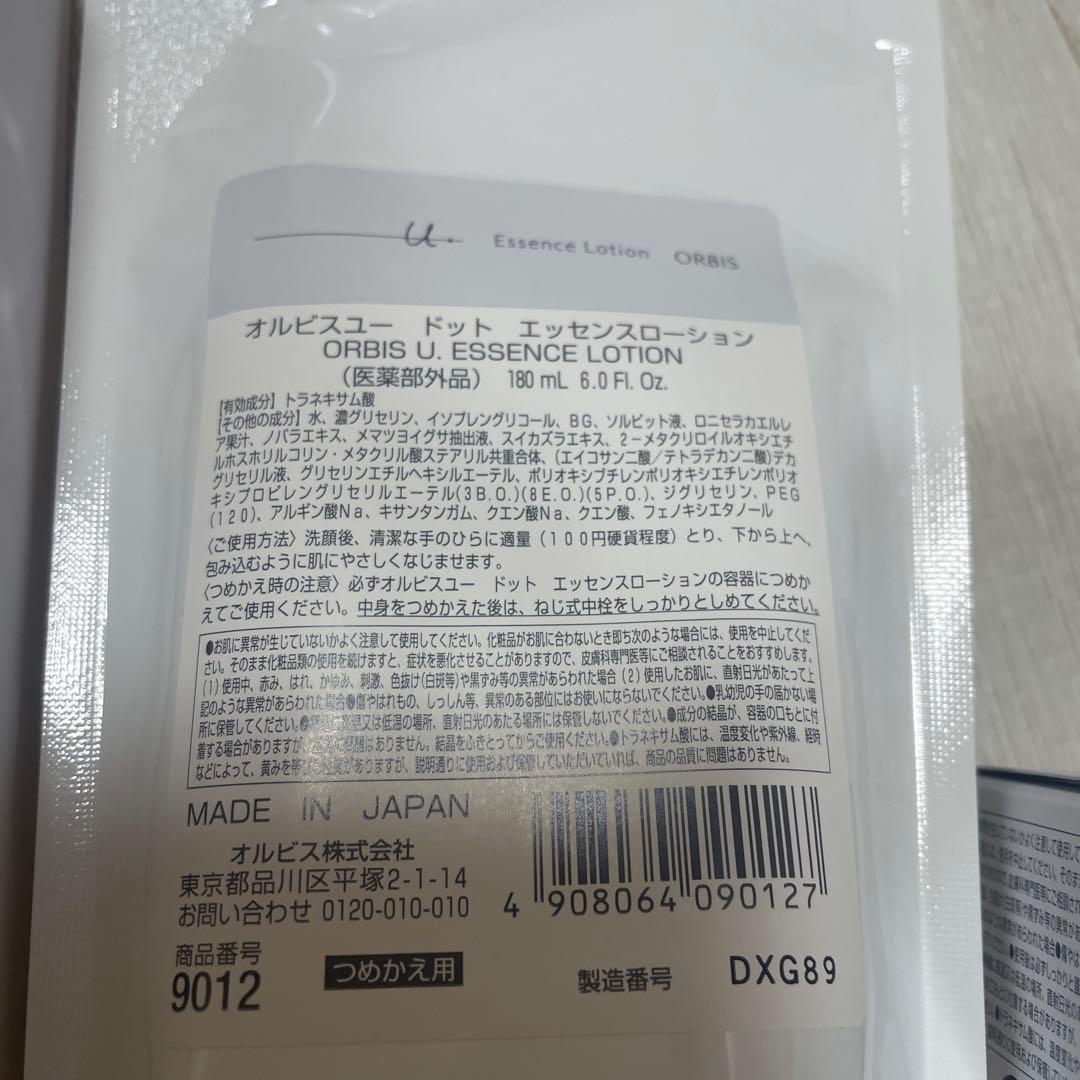 u.
Essence Lotion ORBIS
オルビスユー ドット エッセンスローション
ORBIS U. ESSENCE LOTION
(医薬部外品) 180 mL 6.0 Fl. Oz.
【有効成分】トラネキサム酸
【その他の成分】水、濃グリセリン、イソプレングリコール、BG、ソルビット液、ロニセラカエルレ
ア果汁、ノバラエキス、メマツヨイグサ抽出液、スイカズラエキス、2-メタクリロイルオキシエチ
ルホスホリルコリン・メタクリル酸ステアリル共重合体、(エイコサン二酸/テトラデカン二酸)デカ
グリセリル液、グリセリンエチルヘキシルエーテル、ポリオキシブチレンポリオキシエチレンポリオ
キシプロピレングリセリルエーテル(3B.O.)(8E.O.)(5P.O.)、ジグリセリン、PEG
(120)、アルギン酸Na、キサンタンガム、クエン酸Na、クエン酸、フェノキシエタノール
〈ご使用方法〉洗顔後、清潔な手のひらに適量(100円硬貨程度)とり、下から上へ、
包み込むように肌にやさしくなじませます。
〈つめかえ時の注意〉必ずオルビスユー ドット エッセンスローションの容器につめか
えてご使用ください。中身をつめかえた後は、ねじ式中栓をしっかりとしめてください。
●お肌に異常が生じていないかよく注意して使用してください。化粧品がお肌に合わないとき即ち次のような場合には、使用を中止してくだ
さい。そのまま化粧品類の使用を続けますと、症状を悪化させることがありますので、皮膚科専門医等にご相談されることをおすすめします。
(1)使用中、赤み、はれ、かゆみ、刺激、色抜け(白斑等)や黒ずみ等の異常があらわれた場合(2)使用したお肌に、直射日光があたって上
記のような異常があらわれた場合●傷やはれもの、しっしん等、異常のある部位にはお使いにならないでください。●乳幼児の手の届かない場
所に保管してください。又は低温の場所、直射日光のあたる場所には保管しないでください。●成分の結晶が、容器の口もとに付
着する場合がありますが、はありません。結晶をふきとってからご使用ください。●トラネキサム酸には、温度変化や紫外線、経時
などによって、黄みを帯びがありますが、説明通りに使用および保管していただいていれば、商品の品質に問題はありません。
MADE IN JAPAN
オルビス株式会社
東京都品川区平塚2-1-14
お問い合わせ 0120-010-010
4 908064 090127
商品番号
9012
つめかえ用
製造番号 DXG89